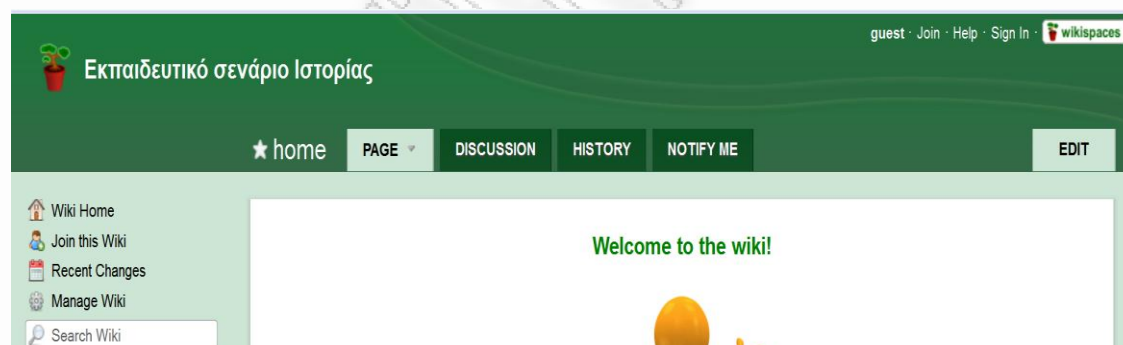 guest · Join · Help · Sign In · wikispaces
Εκπαιδευτικό σενάριο Ιστορίας
home PAGE DISCUSSION HISTORY NOTIFY ME EDIT
Wiki Home
Join this Wiki
Recent Changes
Manage Wiki
Search Wiki
Welcome to the wiki!